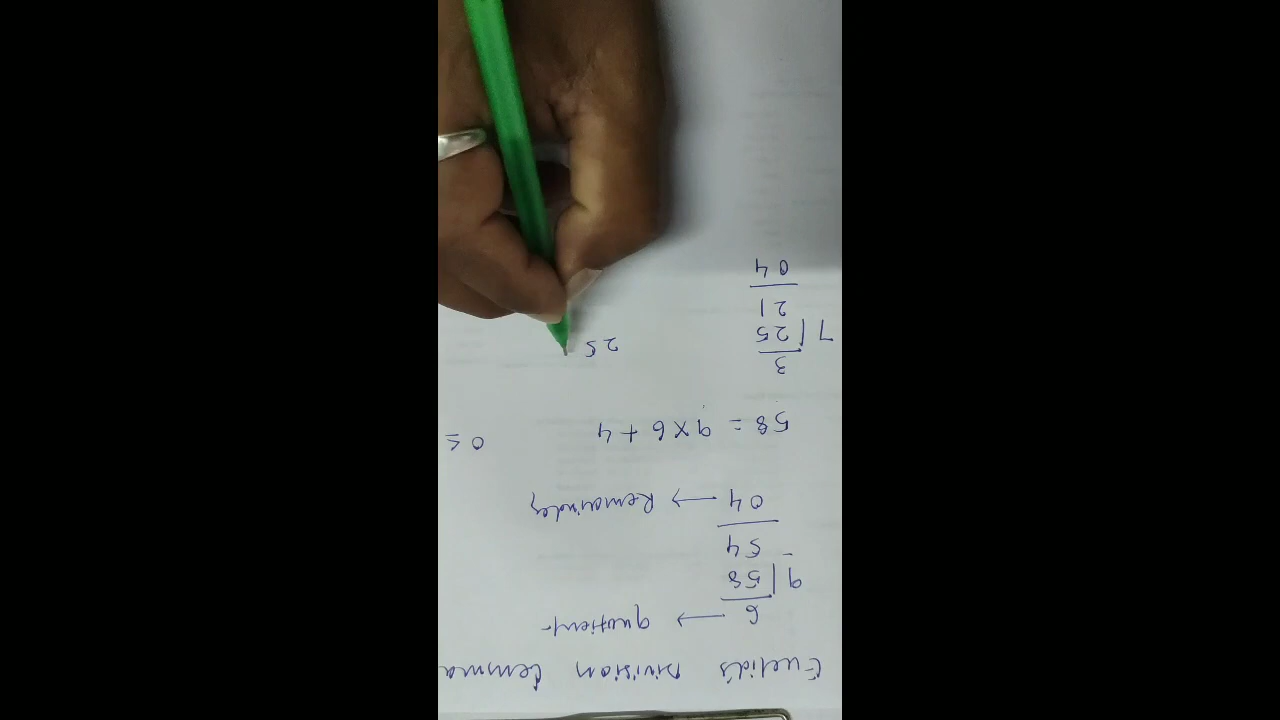 Euclid's Division Lemma
6 → quotient
9 | 58
- 54
04 → Remainder
58 = 9 × 6 + 4
0 ≤
3
7 | 25
21
04
25